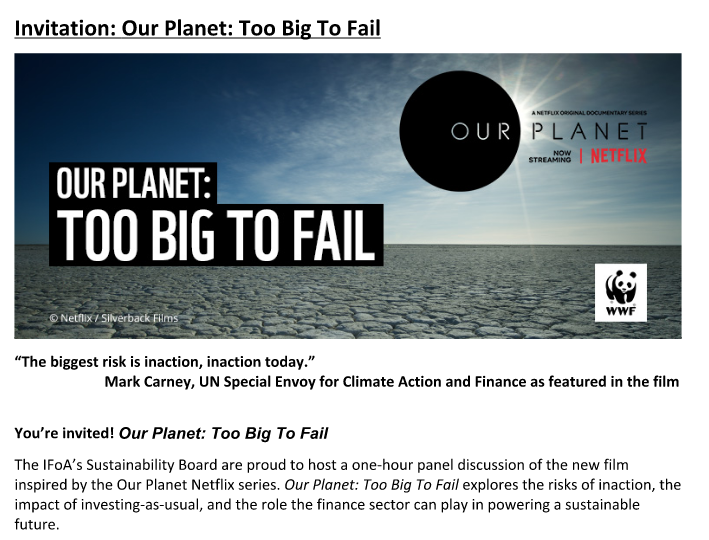 Invitation: Our Planet: Too Big To Fail
A NETFLIX ORIGINAL DOCUMENTARY SERIES
OUR PLANET
NOW
STREAMING | NETFLIX
OUR PLANET:
TOO BIG TO FAIL
WWF
© Netflix / Silverback Films
“The biggest risk is inaction, inaction today.”
Mark Carney, UN Special Envoy for Climate Action and Finance as featured in the film
You’re invited! Our Planet: Too Big To Fail
The IFoA’s Sustainability Board are proud to host a one-hour panel discussion of the new film
inspired by the Our Planet Netflix series. Our Planet: Too Big To Fail explores the risks of inaction, the
impact of investing-as-usual, and the role the finance sector can play in powering a sustainable
future.